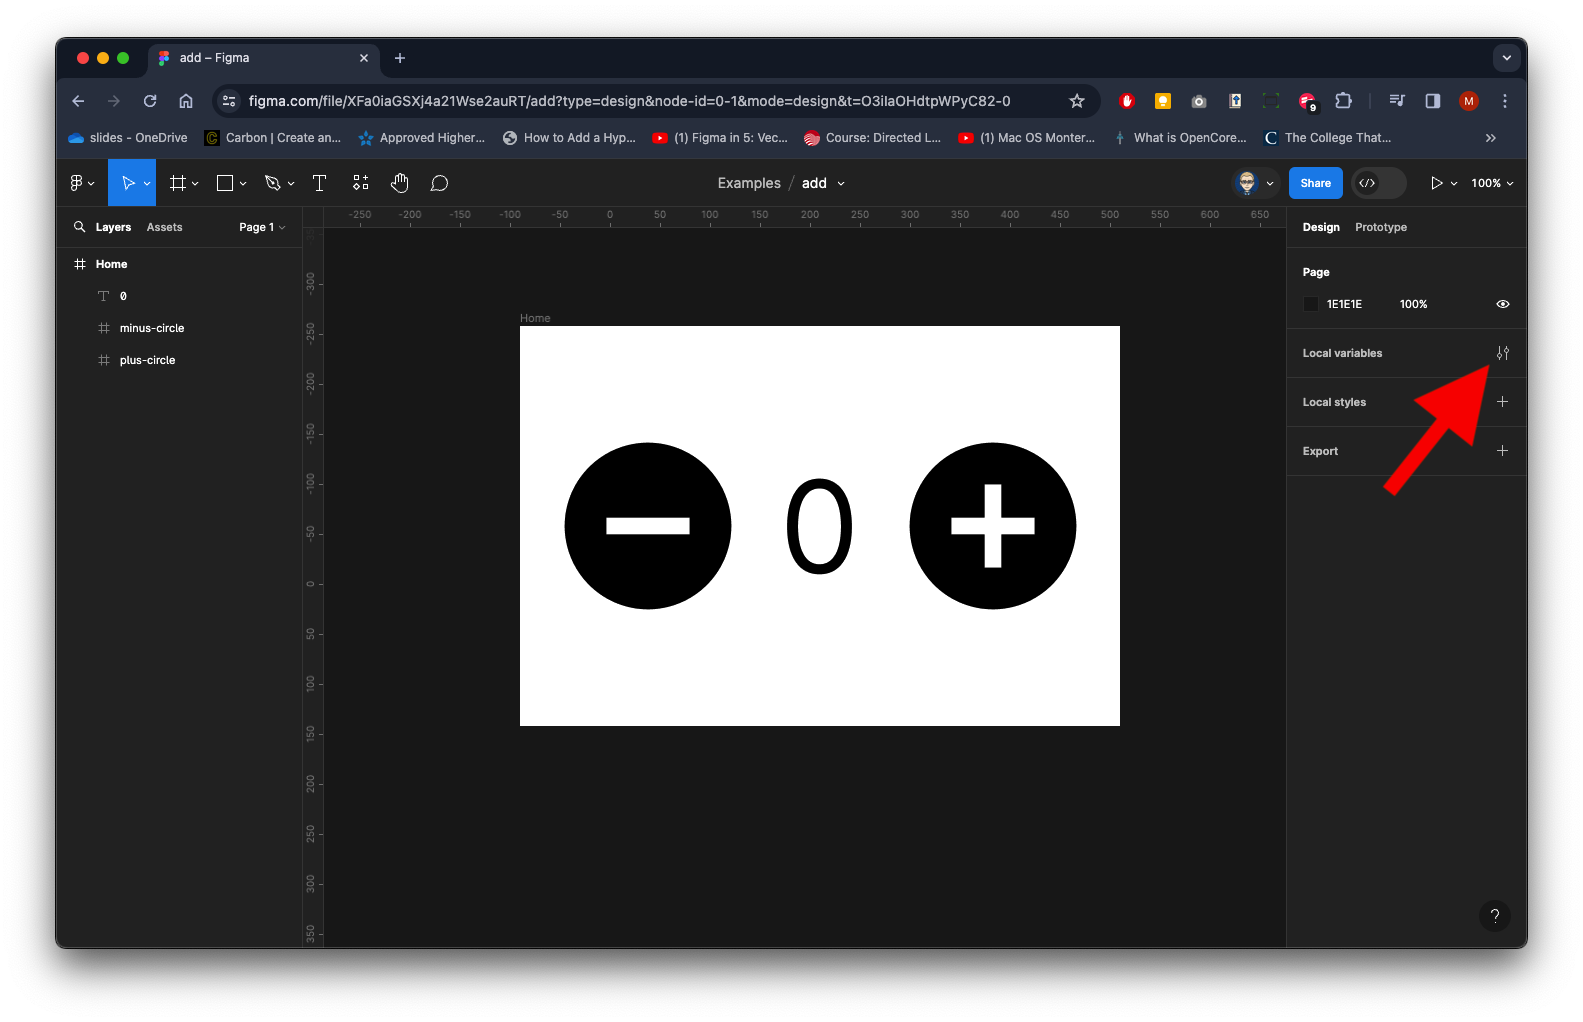 add – Figma
figma.com/file/XFa0iaGSXj4a21Wse2auRT/add?type=design&node-id=0-1&mode=design&t=O3ilaOHdtpWPyC82-0
9
M
slides - OneDrive
Carbon | Create an...
Approved Higher...
How to Add a Hyp...
(1) Figma in 5: Vec...
Course: Directed L...
(1) Mac OS Monter...
What is OpenCore...
The College That...
Examples / add
Share
100%
Layers
Assets
Page 1
-250 -200 -150 -100 -50 0 50 100 150 200 250 300 350 400 450 500 550 600 650
Design
Prototype
Home
0
minus-circle
plus-circle
-300
-250
-200
-150
-100
-50
0
50
100
150
200
250
300
350
Home
0
Page
1E1E1E 100%
Local variables
Local styles
Export
?